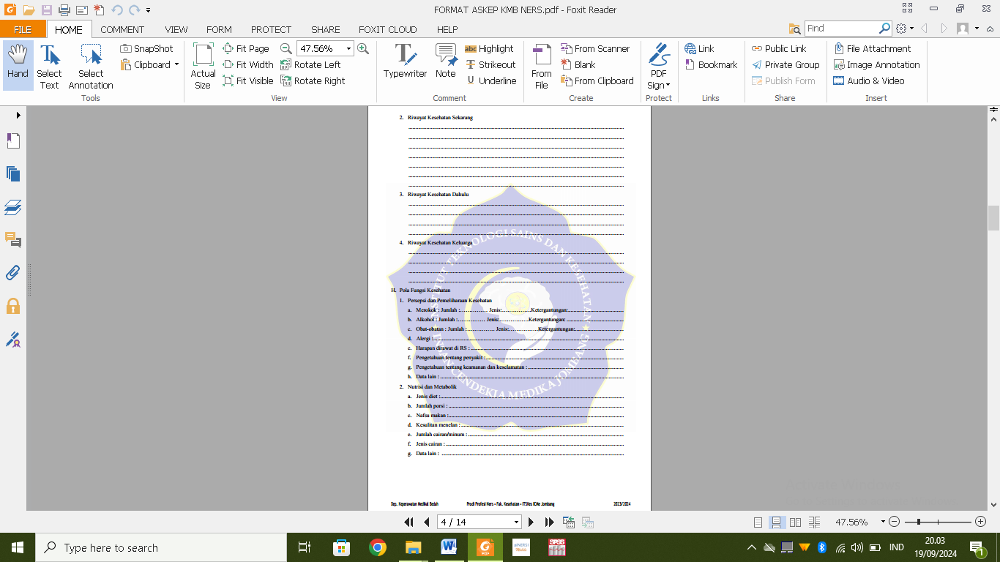 FORMAT ASKEP KMB NERS.pdf - Foxit Reader
FILE HOME COMMENT VIEW FORM PROTECT SHARE FOXIT CLOUD HELP Find
Hand
Select Text
Select Annotation
SnapShot
Clipboard
Tools
Actual Size
Fit Page
Fit Width
Fit Visible
47.56%
Rotate Left
Rotate Right
View
Typewriter
Note
Highlight
Strikeout
Underline
Comment
From File
From Scanner
Blank
From Clipboard
Create
PDF Sign
Protect
Link
Bookmark
Links
Public Link
Private Group
Publish Form
Share
File Attachment
Image Annotation
Audio & Video
Insert
2. Riwayat Kesehatan Sekarang
3. Riwayat Kesehatan Dahulu
4. Riwayat Kesehatan Keluarga
H. Pola Fungsi Kesehatan
1. Persepsi dan Pemeliharaan Kesehatan
a. Merokok : Jumlah :................ Jenis:................Ketergantungan:................
b. Alkohol : Jumlah :................ Jenis:................Ketergantungan:................
c. Obat-obatan : Jumlah :................ Jenis:................Ketergantungan:................
d. Alergi :................
e. Harapan dirawat di RS :................
f. Pengetahuan tentang penyakit :................
g. Pengetahuan tentang keamanan dan keselamatan :................
h. Data lain :................
2. Nutrisi dan Metabolik
a. Jenis diet :................
b. Jumlah porsi :................
c. Nafsu makan :................
d. Kesulitan menelan :................
e. Jumlah cairan/minum :................
f. Jenis cairan :................
g. Data lain :................
INSTITUT TEKNOLOGI SAINS DAN KESEHATAN
INSAN CENDEKIA MEDIKA JOMBANG
Dep. Keperawatan Medikal Bedah Prodi Profesi Ners • Fak. Kesehatan • ITSKes ICMe Jombang 2023/2024
4 / 14
47.56%
Type here to search
W
PDF
SPSS
IND
20.03
19/09/2024
1